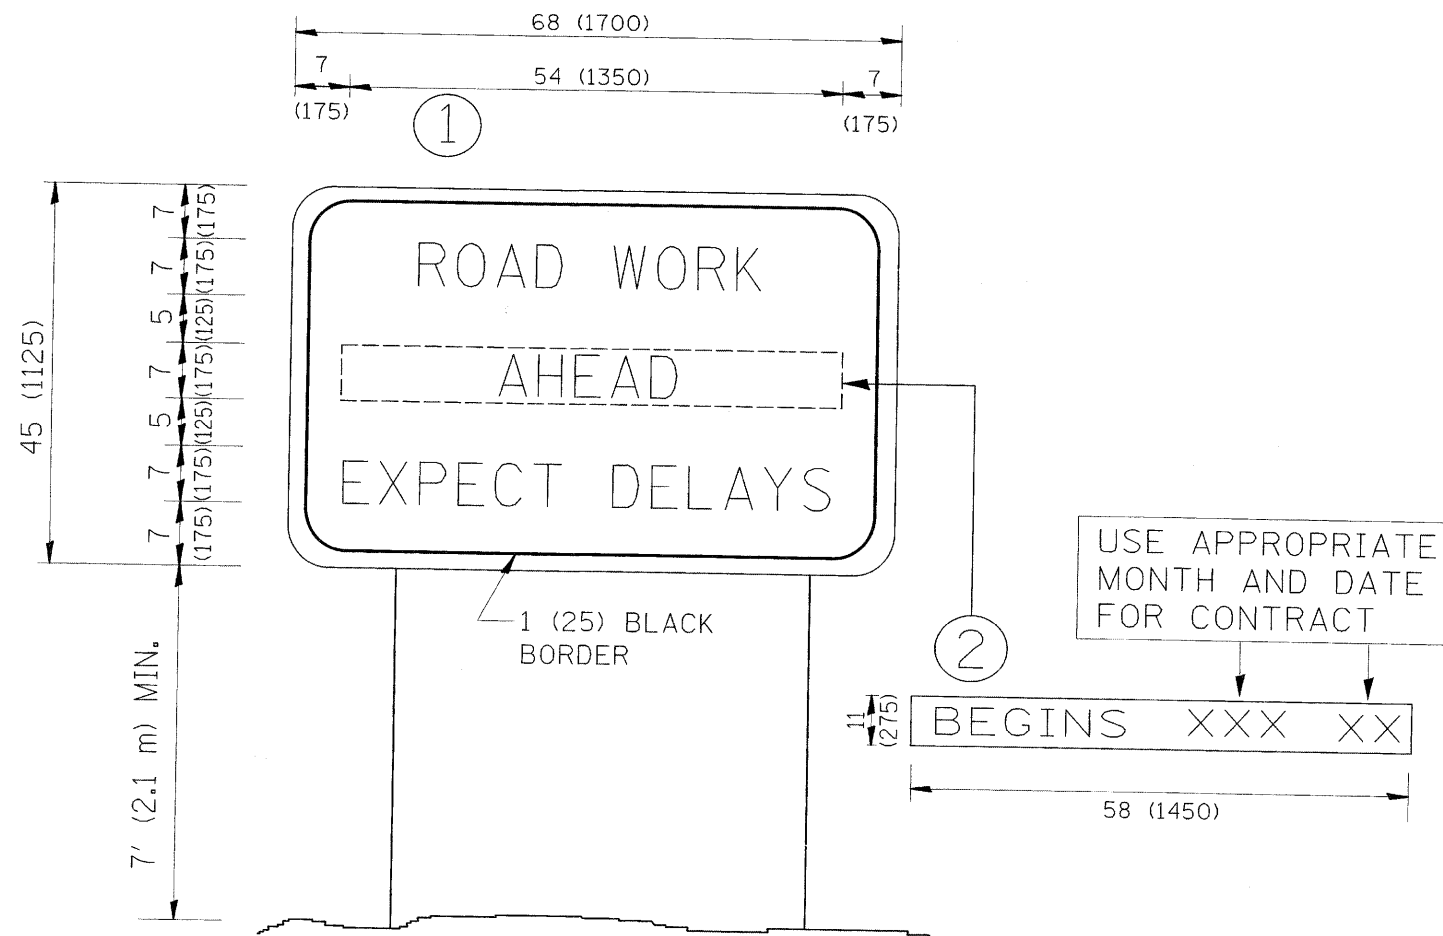 68 (1700)
7
54 (1350)
7
(175)
(175)
1
45 (1125)
7
(175)
7
(175)
5
(125)
7
(175)
5
(125)
7
(175)
7
(175)
ROAD WORK
AHEAD
EXPECT DELAYS
1 (25) BLACK
BORDER
7' (2.1 m) MIN.
USE APPROPRIATE
MONTH AND DATE
FOR CONTRACT
2
11
(275)
BEGINS XXX XX
58 (1450)